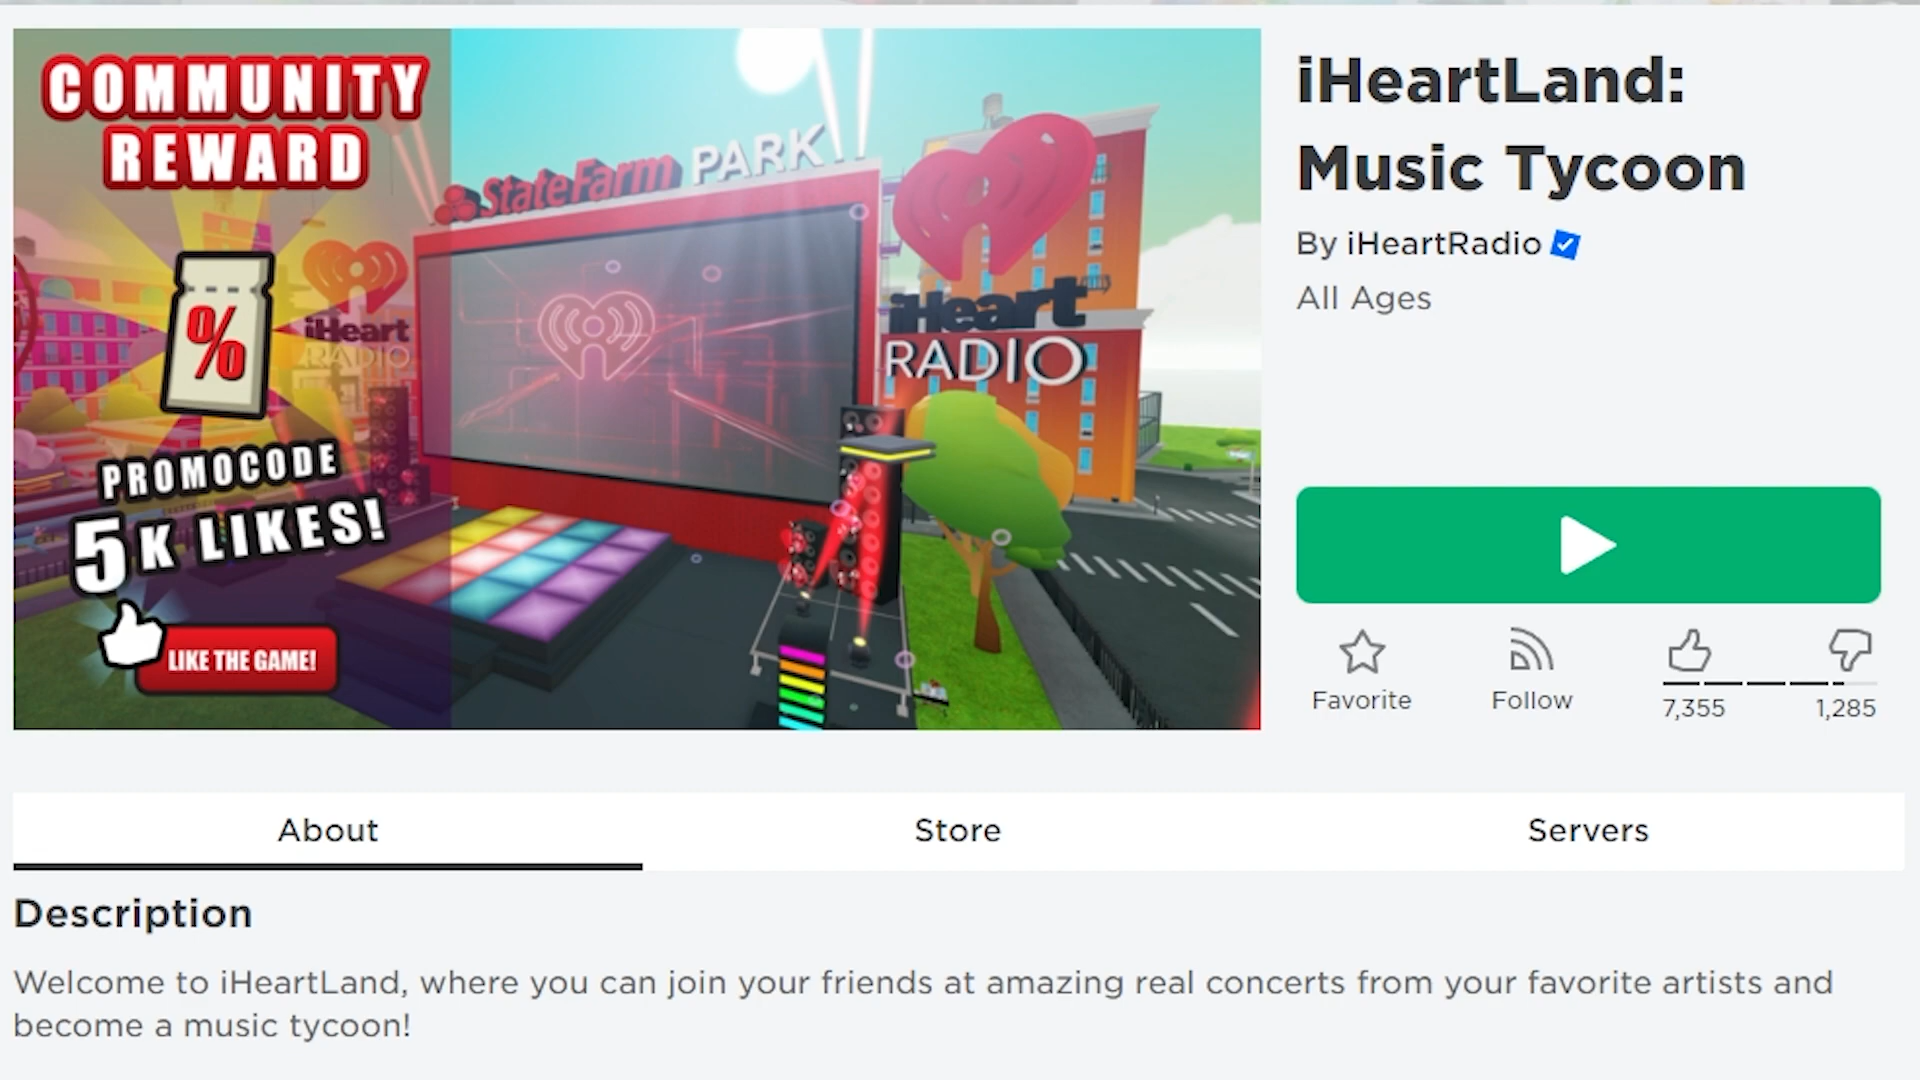 COMMUNITY
REWARD
%
iHeart
RADIO
PROMOCODE
5K LIKES!
LIKE THE GAME!
StateFarm PARK
iHeart
RADIO
iHeartLand:
Music Tycoon
By iHeartRadio
All Ages
Favorite
Follow
7,355
1,285
About
Store
Servers
Description
Welcome to iHeartLand, where you can join your friends at amazing real concerts from your favorite artists and
become a music tycoon!